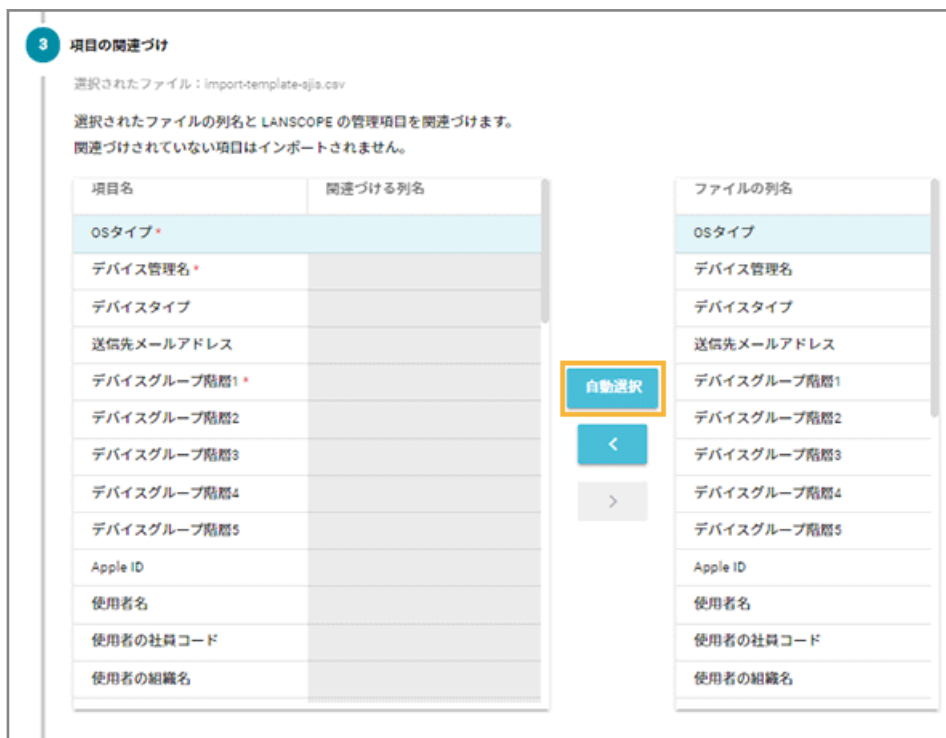 3 項目の関連づけ
選択されたファイル：import-template-sjis.csv
選択されたファイルの列名と LANSCOPE の管理項目を関連づけます。
関連づけされていない項目はインポートされません。
項目名 関連づける列名
OSタイプ *
デバイス管理名 *
デバイスタイプ
送信先メールアドレス
デバイスグループ階層1 *
デバイスグループ階層2
デバイスグループ階層3
デバイスグループ階層4
デバイスグループ階層5
Apple ID
使用者名
使用者の社員コード
使用者の組織名
自動選択
<
>
ファイルの列名
OSタイプ
デバイス管理名
デバイスタイプ
送信先メールアドレス
デバイスグループ階層1
デバイスグループ階層2
デバイスグループ階層3
デバイスグループ階層4
デバイスグループ階層5
Apple ID
使用者名
使用者の社員コード
使用者の組織名